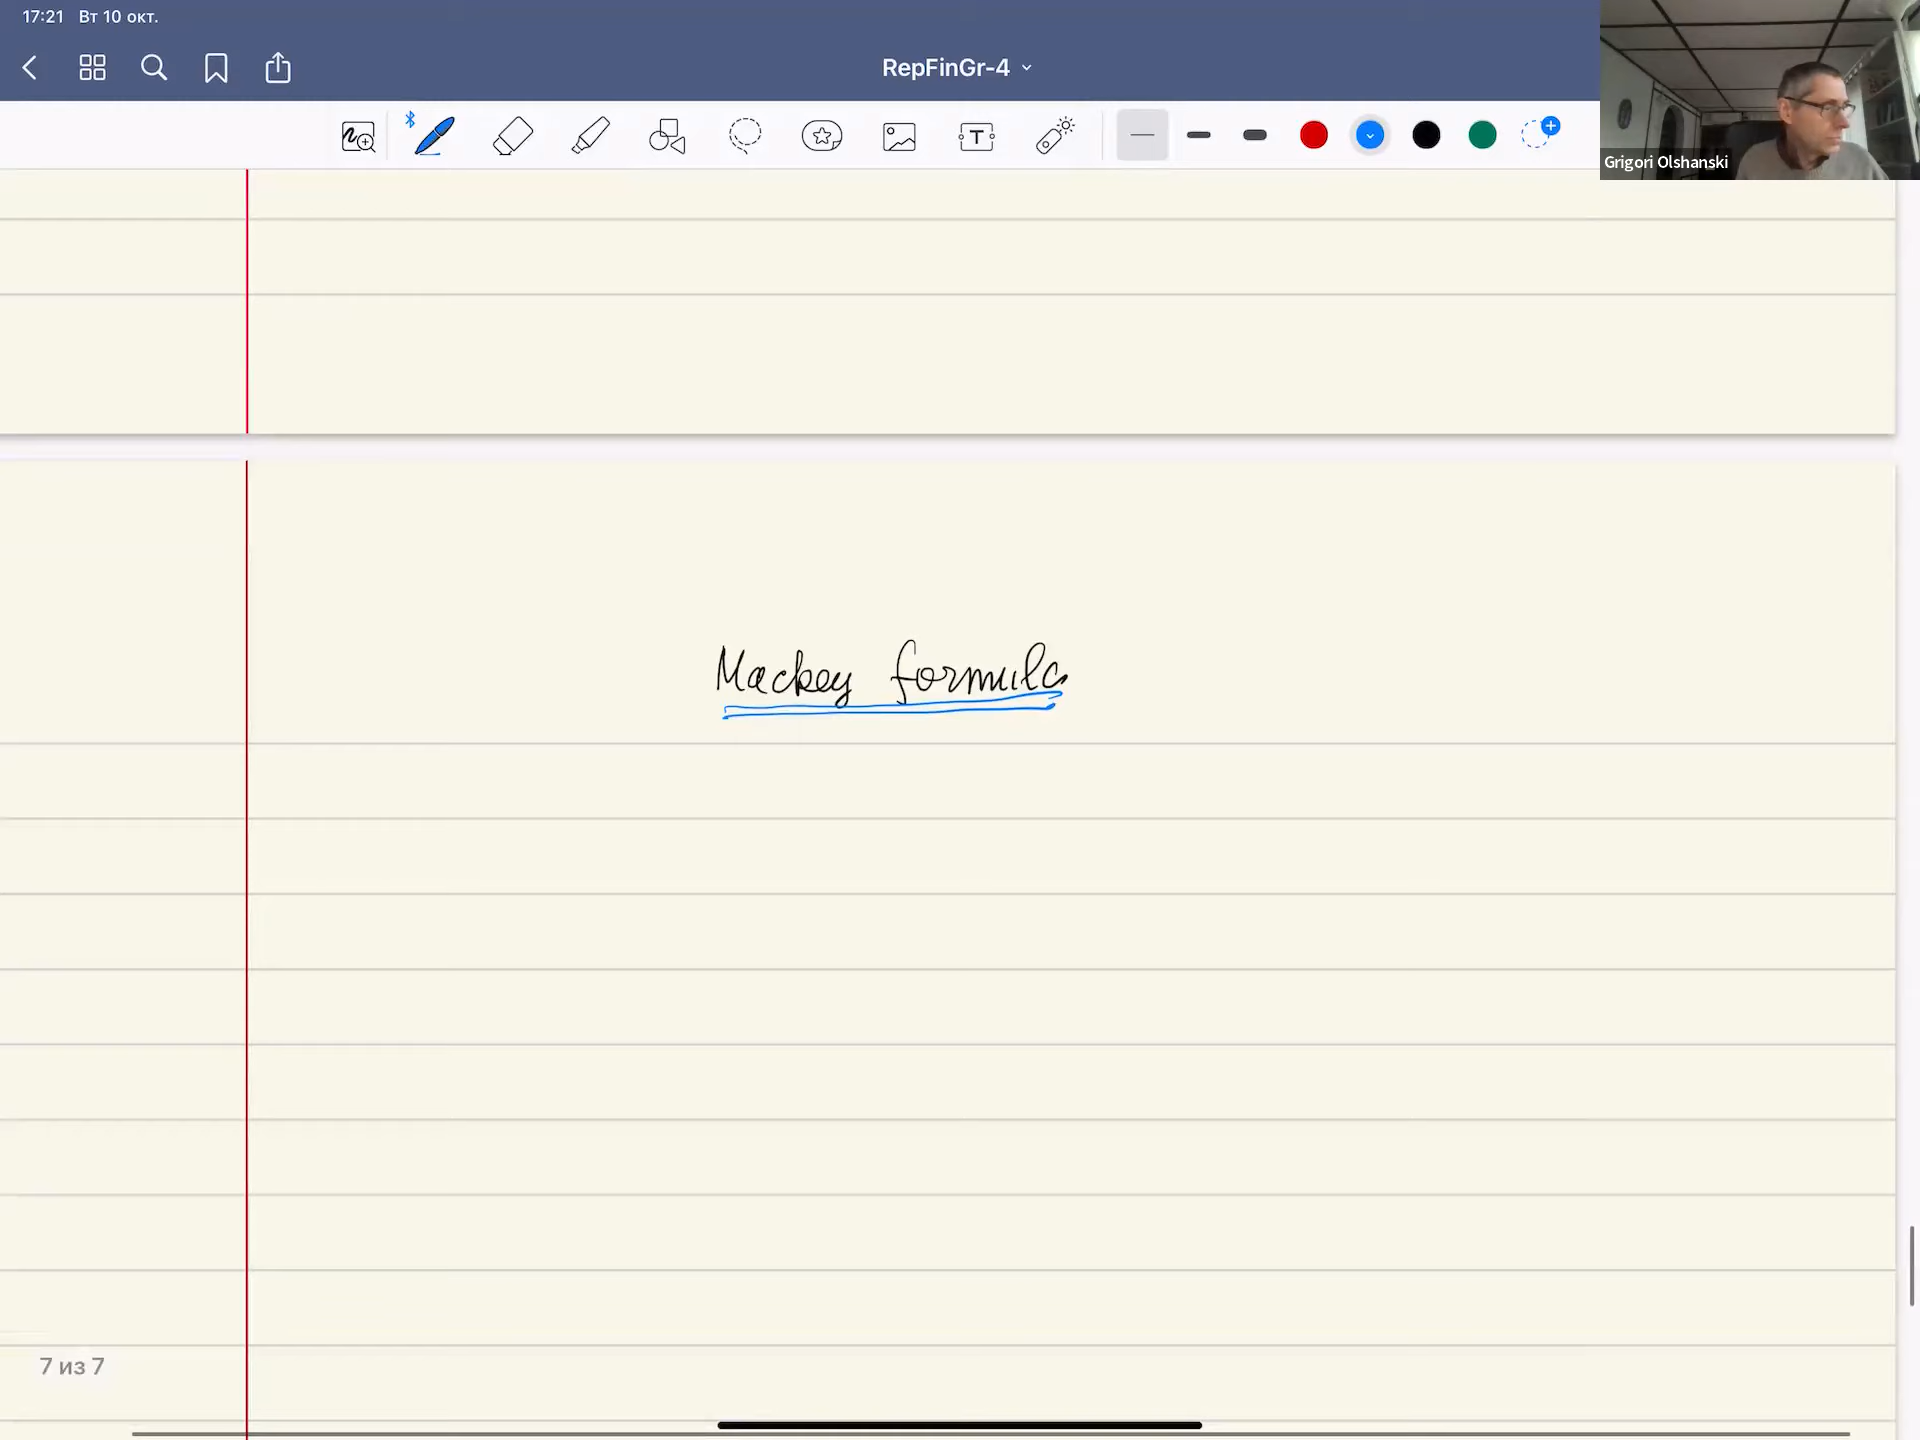 17:21 Вт 10 окт.
RepFinGr-4
Grigori Olshanski
Mackey formula
7 из 7